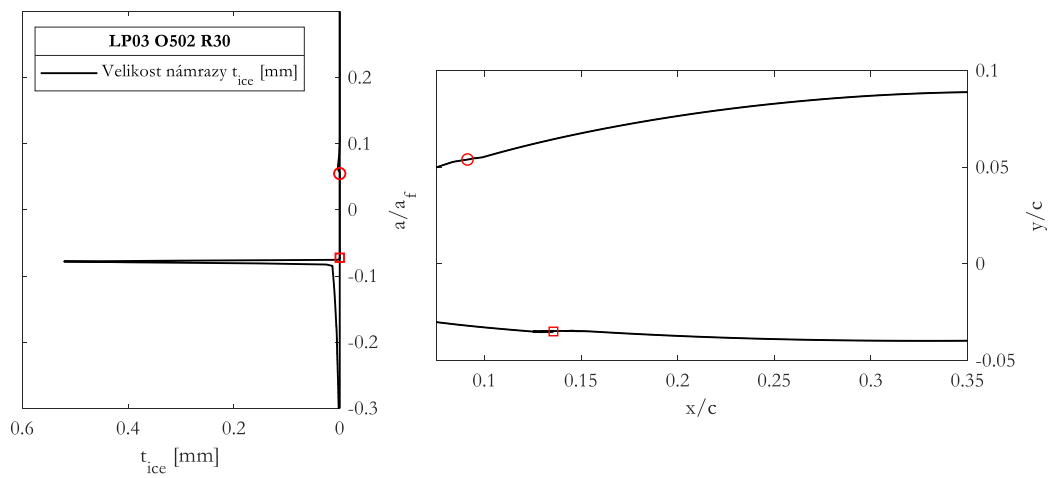 LP03 O502 R30
Velikost námrazy t_ice [mm]
0.2
0.1
0
-0.1
-0.2
-0.3
a/a_f
0.6 0.4 0.2 0
t_ice [mm]
0.1
0.05
0
-0.05
y/c
0.1 0.15 0.2 0.25 0.3 0.35
x/c